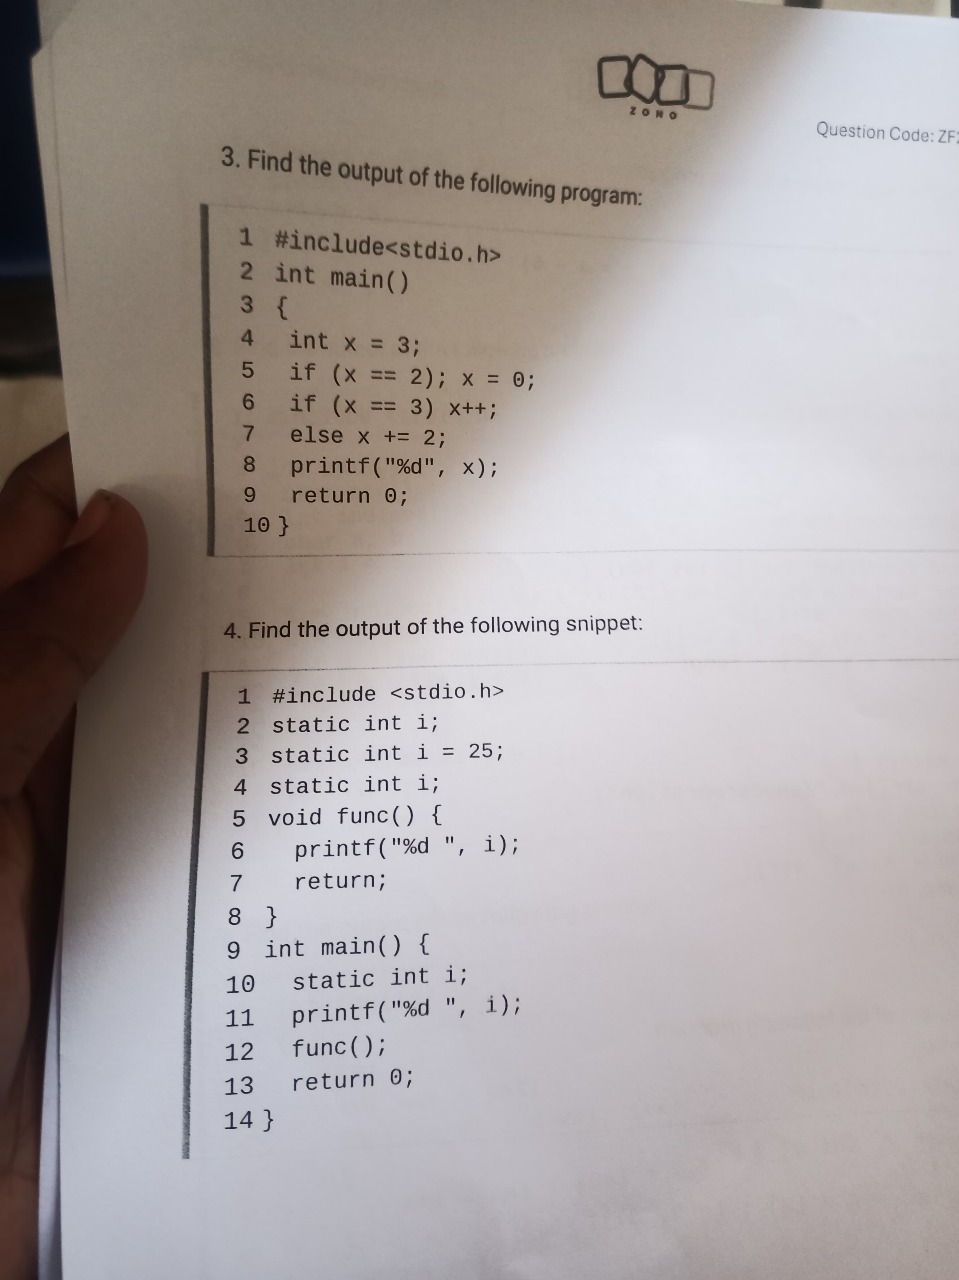 ZONO
Question Code: ZF
3. Find the output of the following program:
1 #include<stdio.h>
2 int main()
3 {
4 int x = 3;
5 if (x == 2); x = 0;
6 if (x == 3) x++;
7 else x += 2;
8 printf("%d", x);
9 return 0;
10 }
4. Find the output of the following snippet:
1 #include <stdio.h>
2 static int i;
3 static int i = 25;
4 static int i;
5 void func() {
6 printf("%d ", i);
7 return;
8 }
9 int main() {
10 static int i;
11 printf("%d ", i);
12 func();
13 return 0;
14 }